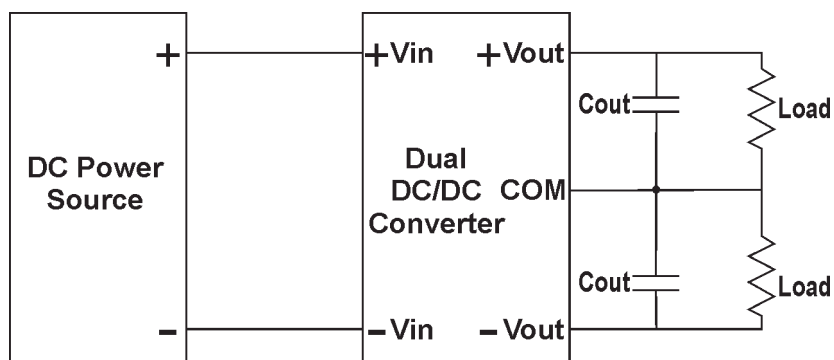 + +Vin +Vout
Cout Load
DC Power
Source
Dual
DC/DC COM
Converter
Cout Load
- -Vin -Vout